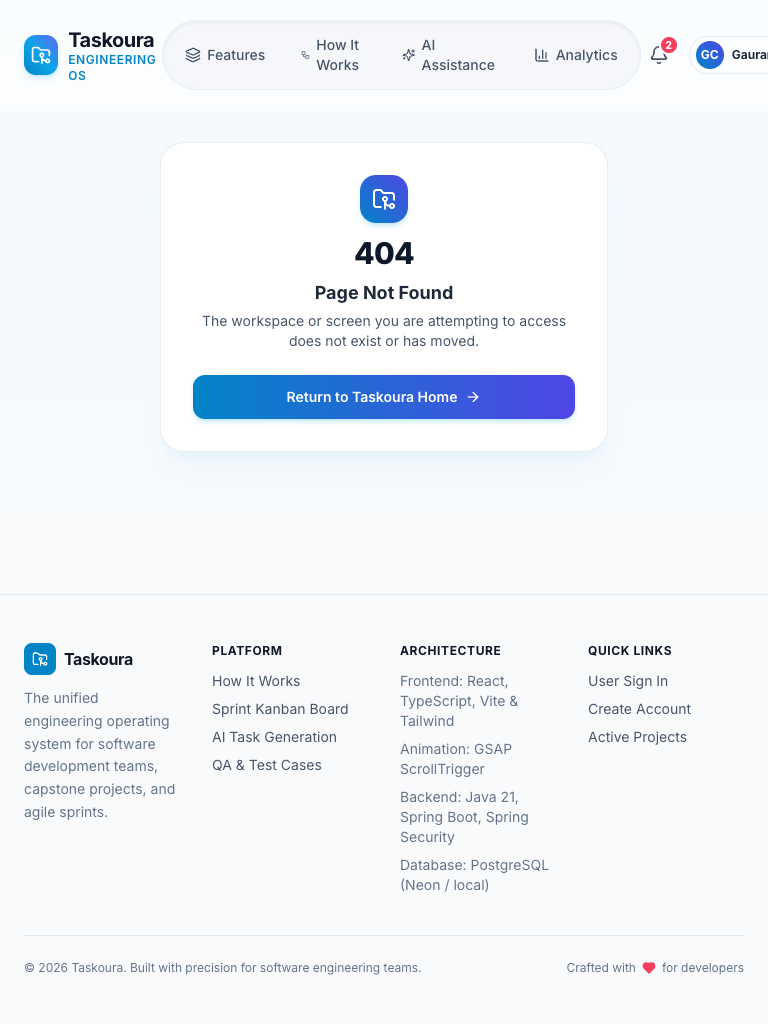 Taskoura
ENGINEERING
OS
Features
How It
Works
AI
Assistance
Analytics
2
GC
404
Page Not Found
The workspace or screen you are attempting to access
does not exist or has moved.
Return to Taskoura Home
Taskoura
The unified
engineering operating
system for software
development teams,
capstone projects, and
agile sprints.
PLATFORM
How It Works
Sprint Kanban Board
AI Task Generation
QA & Test Cases
ARCHITECTURE
Frontend: React,
TypeScript, Vite &
Tailwind
Animation: GSAP
ScrollTrigger
Backend: Java 21,
Spring Boot, Spring
Security
Database: PostgreSQL
(Neon / local)
QUICK LINKS
User Sign In
Create Account
Active Projects
© 2026 Taskoura. Built with precision for software engineering teams.
Crafted with for developers